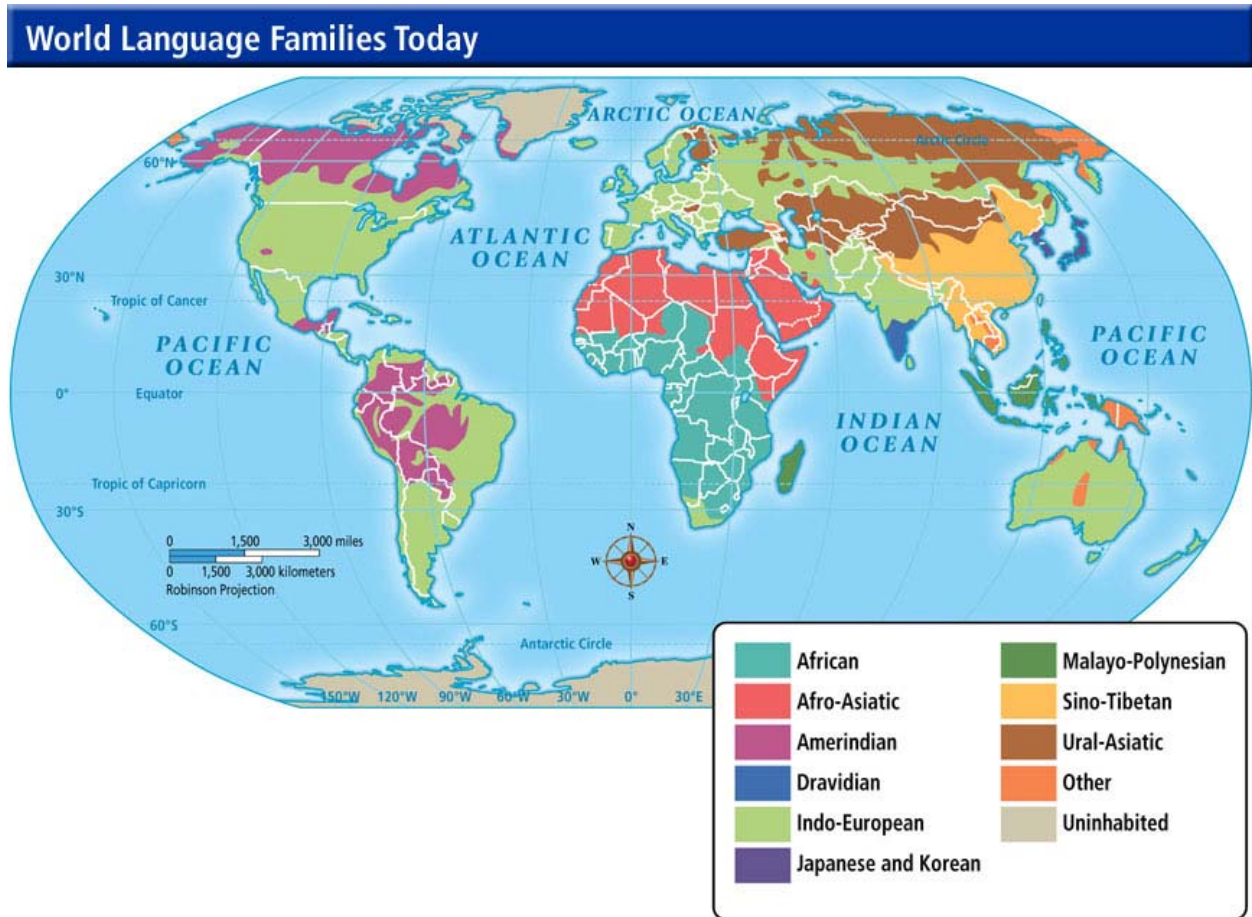 World Language Families Today
ARCTIC OCEAN
Arctic Circle
60°N
ATLANTIC
OCEAN
30°N
Tropic of Cancer
PACIFIC
OCEAN
PACIFIC
OCEAN
0°
Equator
INDIAN
OCEAN
Tropic of Capricorn
30°S
0 1,500 3,000 miles
0 1,500 3,000 kilometers
Robinson Projection
N
W E
S
60°S
Antarctic Circle
150°W 120°W 90°W 60°W 30°W 0° 30°E
African
Afro-Asiatic
Amerindian
Dravidian
Indo-European
Japanese and Korean
Malayo-Polynesian
Sino-Tibetan
Ural-Asiatic
Other
Uninhabited